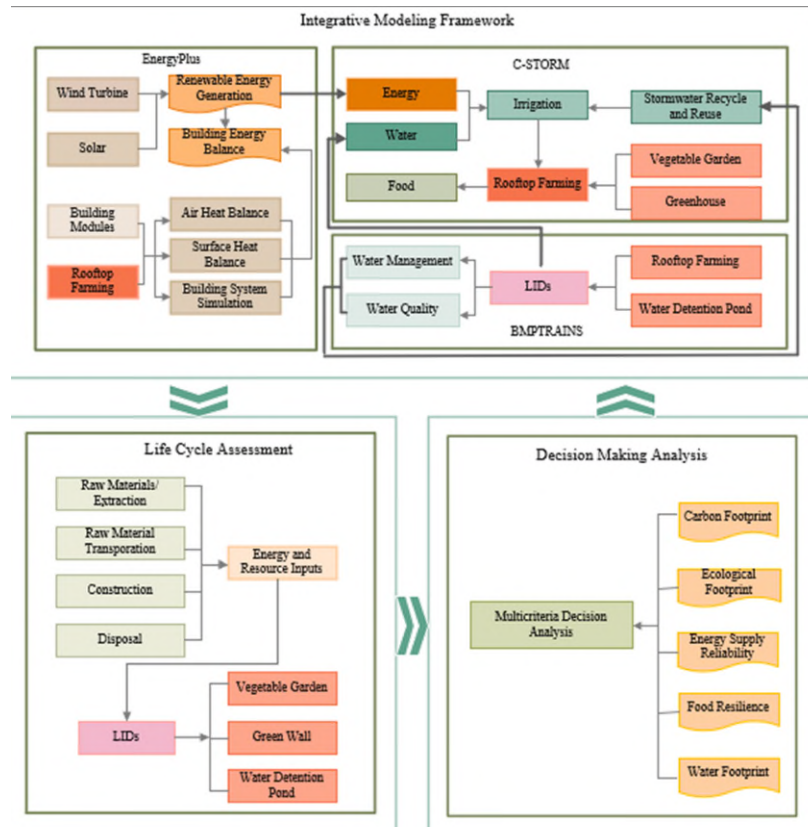 Integrative Modeling Framework
EnergyPlus
Wind Turbine
Solar
Renewable Energy
Generation
Building Energy
Balance
Building
Modules
Rooftop
Farming
Air Heat Balance
Surface Heat
Balance
Building System
Simulation
C-STORM
Energy
Water
Food
Irrigation
Rooftop Farming
Stormwater Recycle
and Reuse
Vegetable Garden
Greenhouse
Water Management
Water Quality
LIDs
Rooftop Farming
Water Detention Pond
BMPTRAINS
Life Cycle Assessment
Raw Materials/
Extraction
Raw Material
Transporation
Construction
Disposal
Energy and
Resource Inputs
LIDs
Vegetable Garden
Green Wall
Water Detention
Pond
Decision Making Analysis
Multicriteria Decision
Analysis
Carbon Footprint
Ecological
Footprint
Energy Supply
Reliability
Food Resilience
Water Footprint